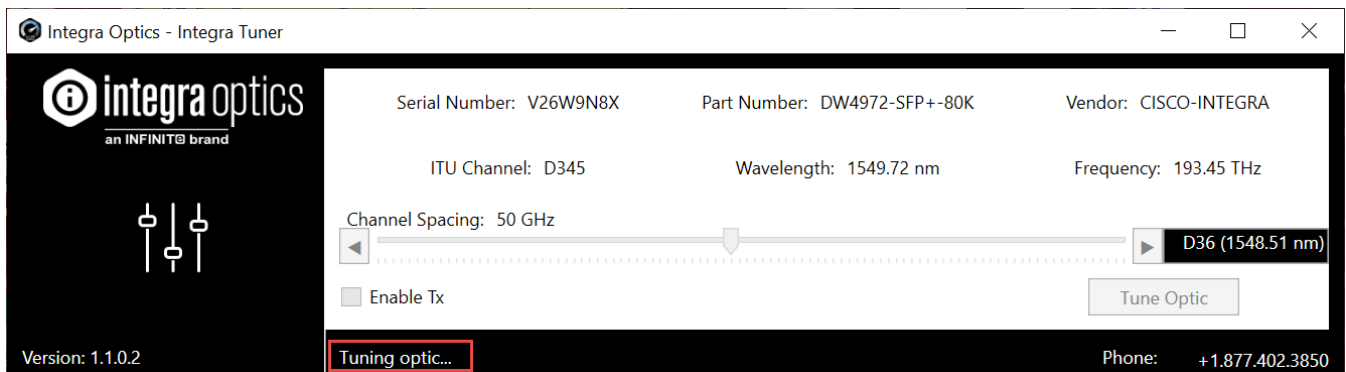 Integra Optics - Integra Tuner
integra optics
an INFINIT@ brand
Serial Number: V26W9N8X Part Number: DW4972-SFP+-80K Vendor: CISCO-INTEGRA
ITU Channel: D345 Wavelength: 1549.72 nm Frequency: 193.45 THz
Channel Spacing: 50 GHz
D36 (1548.51 nm)
Enable Tx Tune Optic
Version: 1.1.0.2 Tuning optic... Phone: +1.877.402.3850